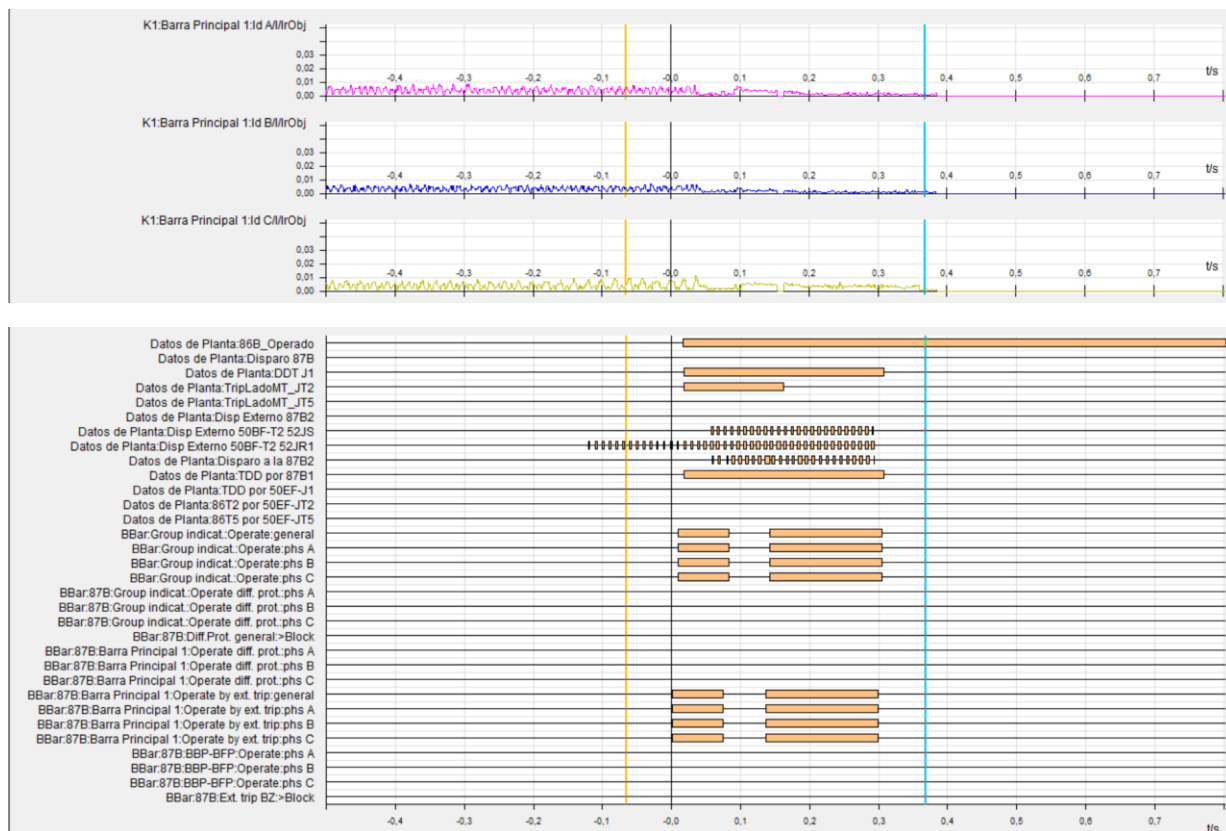 K1:Barra Principal 1:Id A/I/IrObj
0,03
0,02
0,01
0,00
-0,4 -0,3 -0,2 -0,1 -0,0 0,1 0,2 0,3 0,4 0,5 0,6 0,7 t/s
K1:Barra Principal 1:Id B/I/IrObj
0,03
0,02
0,01
0,00
-0,4 -0,3 -0,2 -0,1 -0,0 0,1 0,2 0,3 0,4 0,5 0,6 0,7 t/s
K1:Barra Principal 1:Id C/I/IrObj
0,03
0,02
0,01
0,00
-0,4 -0,3 -0,2 -0,1 -0,0 0,1 0,2 0,3 0,4 0,5 0,6 0,7 t/s
Datos de Planta:86B_Operado
Datos de Planta:Disparo 87B
Datos de Planta:DDT J1
Datos de Planta:TripLadoMT_JT2
Datos de Planta:TripLadoMT_JT5
Datos de Planta:Disp Externo 87B2
Datos de Planta:Disp Externo 50BF-T2 52JS
Datos de Planta:Disp Externo 50BF-T2 52JR1
Datos de Planta:Disparo a la 87B2
Datos de Planta:TDD por 87B1
Datos de Planta:TDD por 50EF-J1
Datos de Planta:86T2 por 50EF-JT2
Datos de Planta:86T5 por 50EF-JT5
BBar:Group indicat.:Operate:general
BBar:Group indicat.:Operate:phs A
BBar:Group indicat.:Operate:phs B
BBar:Group indicat.:Operate:phs C
BBar:87B:Group indicat.:Operate diff. prot.:phs A
BBar:87B:Group indicat.:Operate diff. prot.:phs B
BBar:87B:Group indicat.:Operate diff. prot.:phs C
BBar:87B:Diff.Prot. general:>Block
BBar:87B:Barra Principal 1:Operate diff. prot.:phs A
BBar:87B:Barra Principal 1:Operate diff. prot.:phs B
BBar:87B:Barra Principal 1:Operate diff. prot.:phs C
BBar:87B:Barra Principal 1:Operate by ext. trip:general
BBar:87B:Barra Principal 1:Operate by ext. trip:phs A
BBar:87B:Barra Principal 1:Operate by ext. trip:phs B
BBar:87B:Barra Principal 1:Operate by ext. trip:phs C
BBar:87B:BBP-BFP:Operate:phs A
BBar:87B:BBP-BFP:Operate:phs B
BBar:87B:BBP-BFP:Operate:phs C
BBar:87B:Ext. trip BZ:>Block
-0,4 -0,3 -0,2 -0,1 -0,0 0,1 0,2 0,3 0,4 0,5 0,6 0,7 t/s